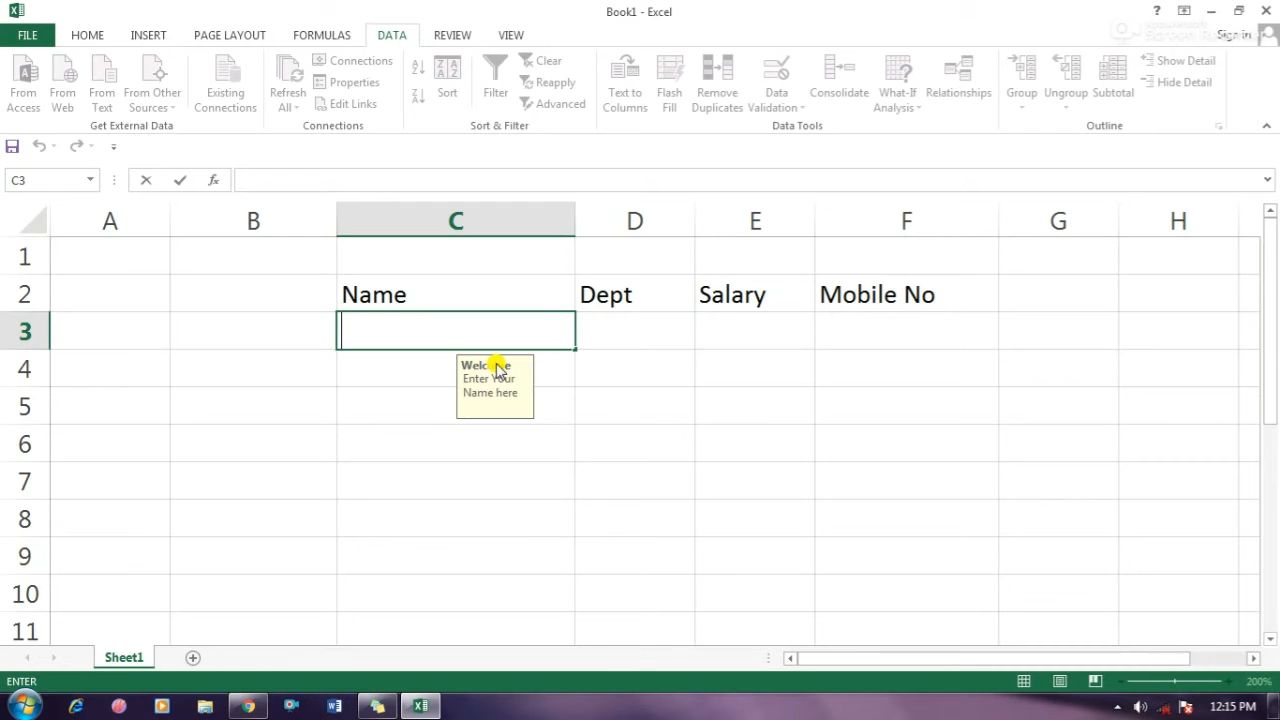 Book1 - Excel
?
FILE HOME INSERT PAGE LAYOUT FORMULAS DATA REVIEW VIEW
Sign in
From Access
From Web
From Text
From Other Sources
Existing Connections
Get External Data
Refresh All
Connections
Properties
Edit Links
Connections
Sort
Filter
Clear
Reapply
Advanced
Sort & Filter
Text to Columns
Flash Fill
Remove Duplicates
Data Validation
Consolidate
What-If Analysis
Relationships
Data Tools
Group
Ungroup
Subtotal
Show Detail
Hide Detail
Outline
C3
fx
A B C D E F G H
1
2 Name Dept Salary Mobile No
3
4
Welcome
Enter Your
Name here
5
6
7
8
9
10
11
Sheet1
ENTER
200%
12:15 PM